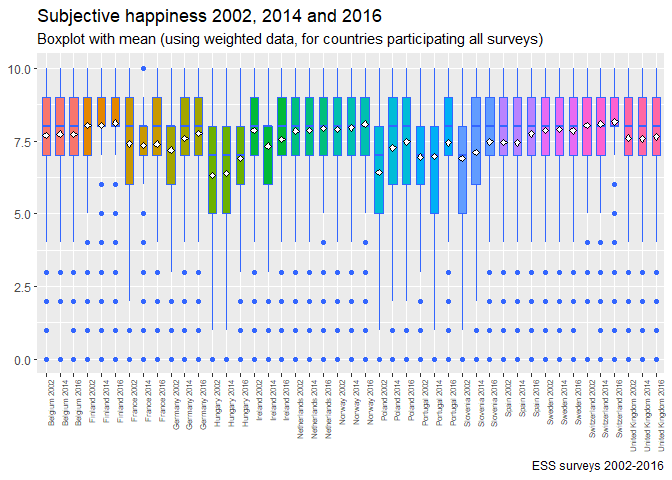 Subjective happiness 2002, 2014 and 2016
Boxplot with mean (using weighted data, for countries participating all surveys)
10.0
7.5
5.0
2.5
0.0
Belgium 2002
Belgium 2014
Belgium 2016
Finland 2002
Finland 2014
Finland 2016
France 2002
France 2014
France 2016
Germany 2002
Germany 2014
Germany 2016
Hungary 2002
Hungary 2014
Hungary 2016
Ireland 2002
Ireland 2014
Ireland 2016
Netherlands 2002
Netherlands 2014
Netherlands 2016
Norway 2002
Norway 2014
Norway 2016
Poland 2002
Poland 2014
Poland 2016
Portugal 2002
Portugal 2014
Portugal 2016
Slovenia 2002
Slovenia 2014
Slovenia 2016
Spain 2002
Spain 2014
Spain 2016
Sweden 2002
Sweden 2014
Sweden 2016
Switzerland 2002
Switzerland 2014
Switzerland 2016
United Kingdom 2002
United Kingdom 2014
United Kingdom 2016
ESS surveys 2002-2016